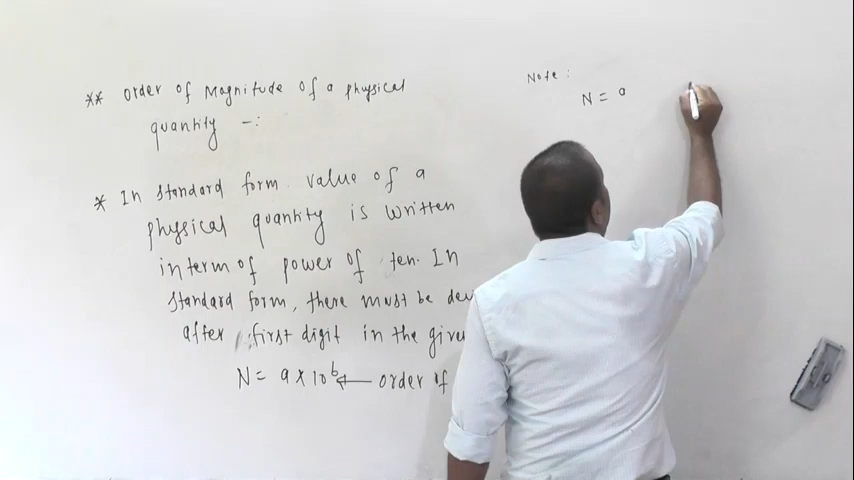 ** Order of Magnitude of a physical
quantity -:
* In standard form value of a
physical quantity is written
in term of power of ten. In
standard form, there must be
after first digit in the
N = a × 10^b ← order of
Note :
N = a